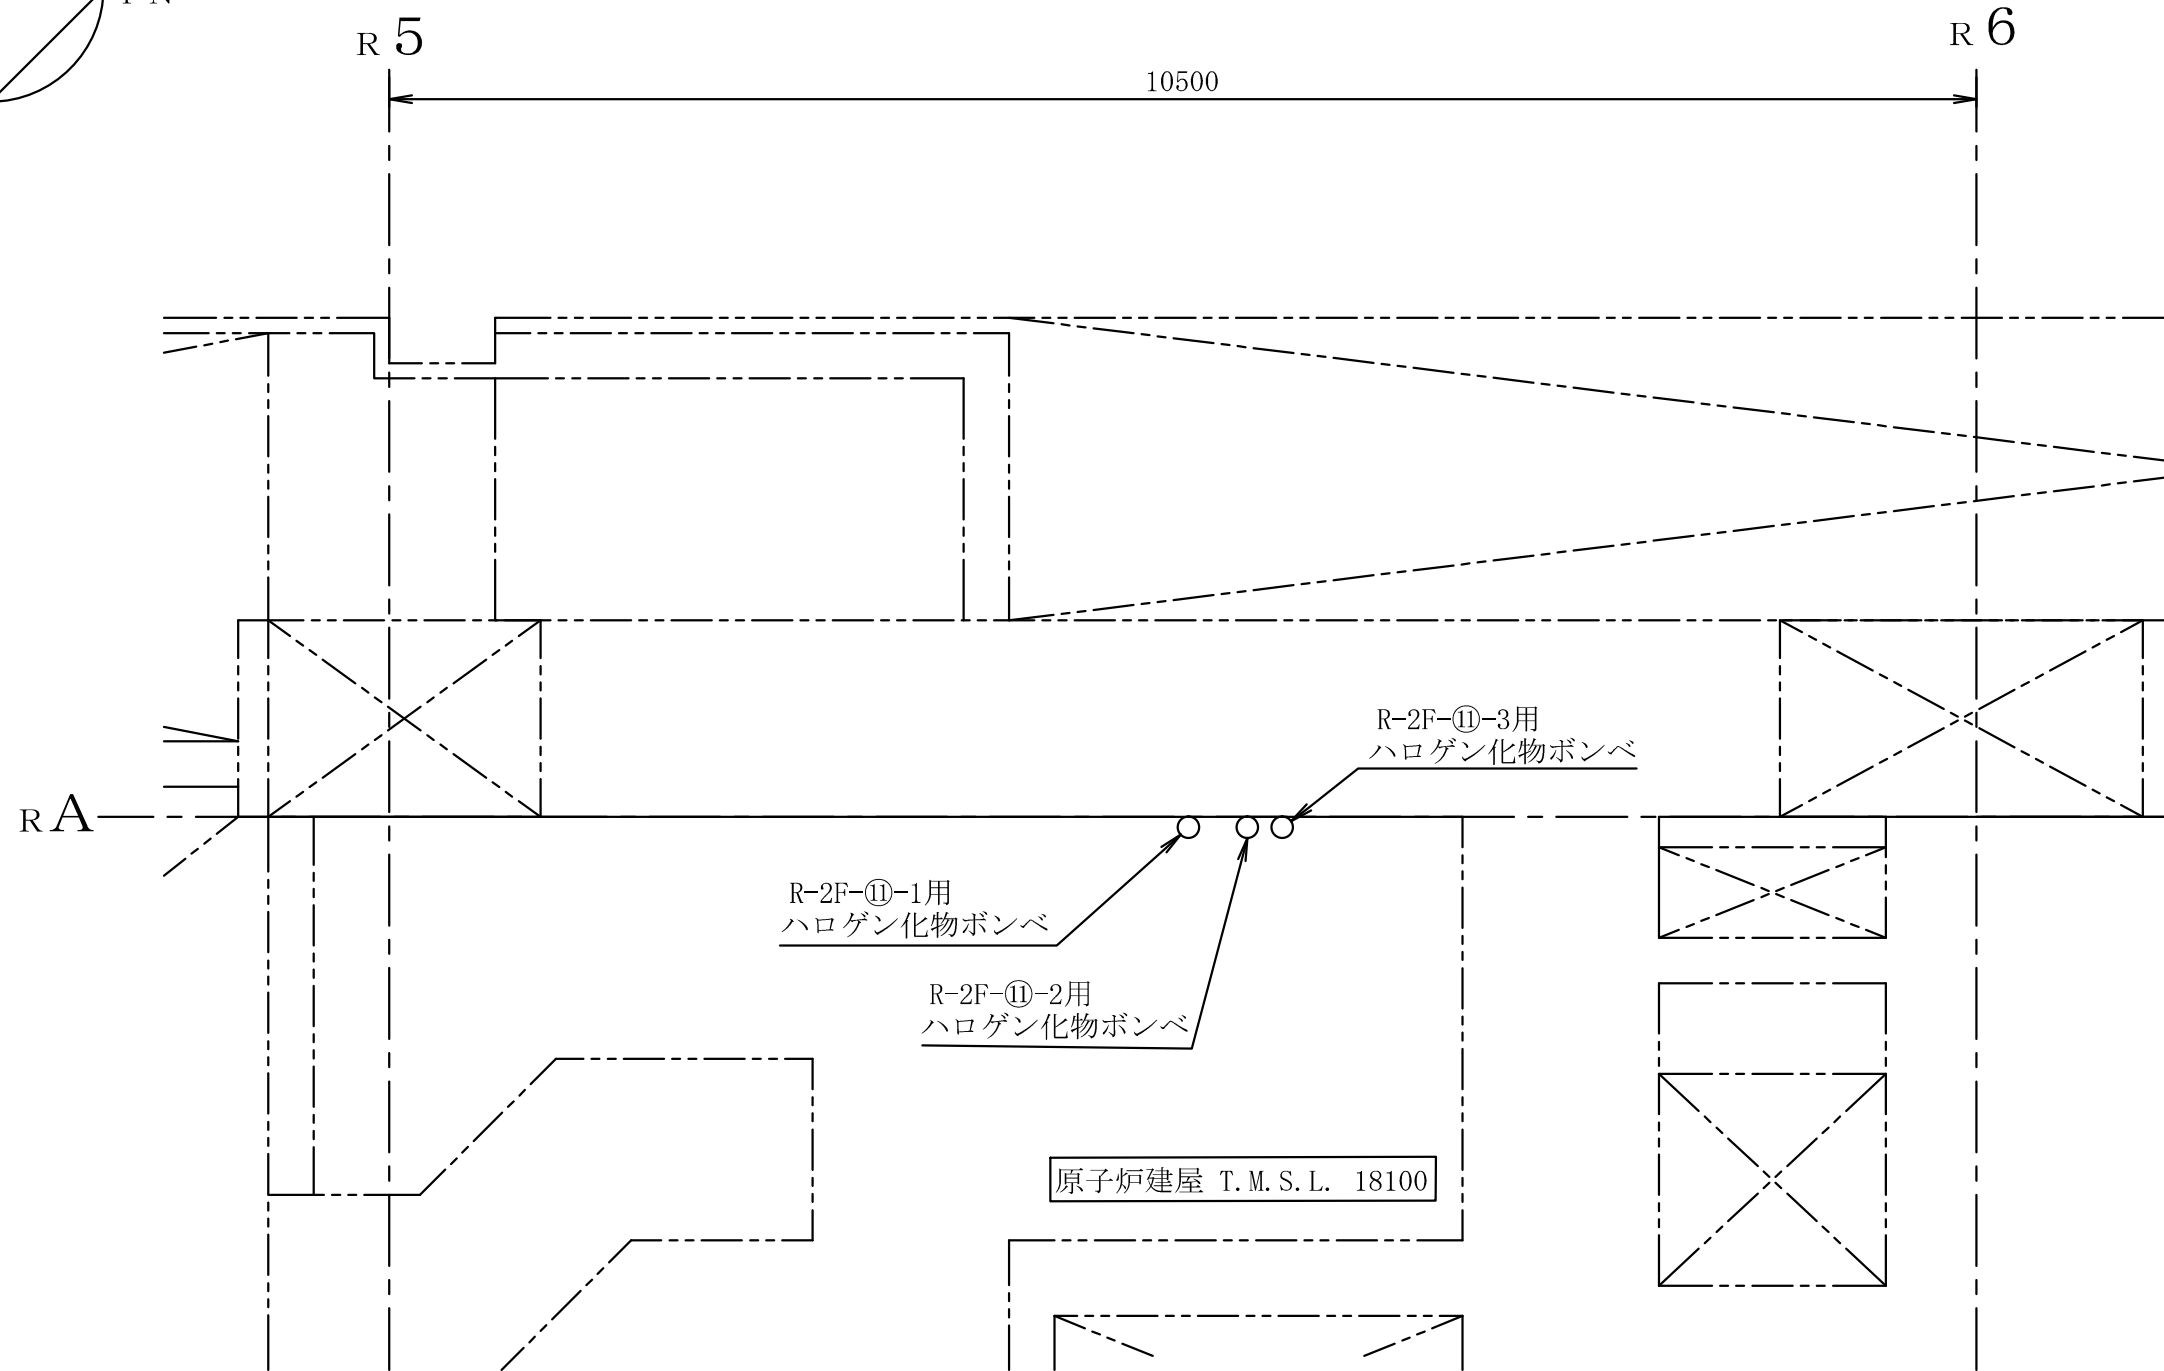 R 5
R 6
10500
R-2F-⑪-3用
ハロゲン化物ボンベ
R A
R-2F-⑪-1用
ハロゲン化物ボンベ
R-2F-⑪-2用
ハロゲン化物ボンベ
原子炉建屋 T.M.S.L. 18100